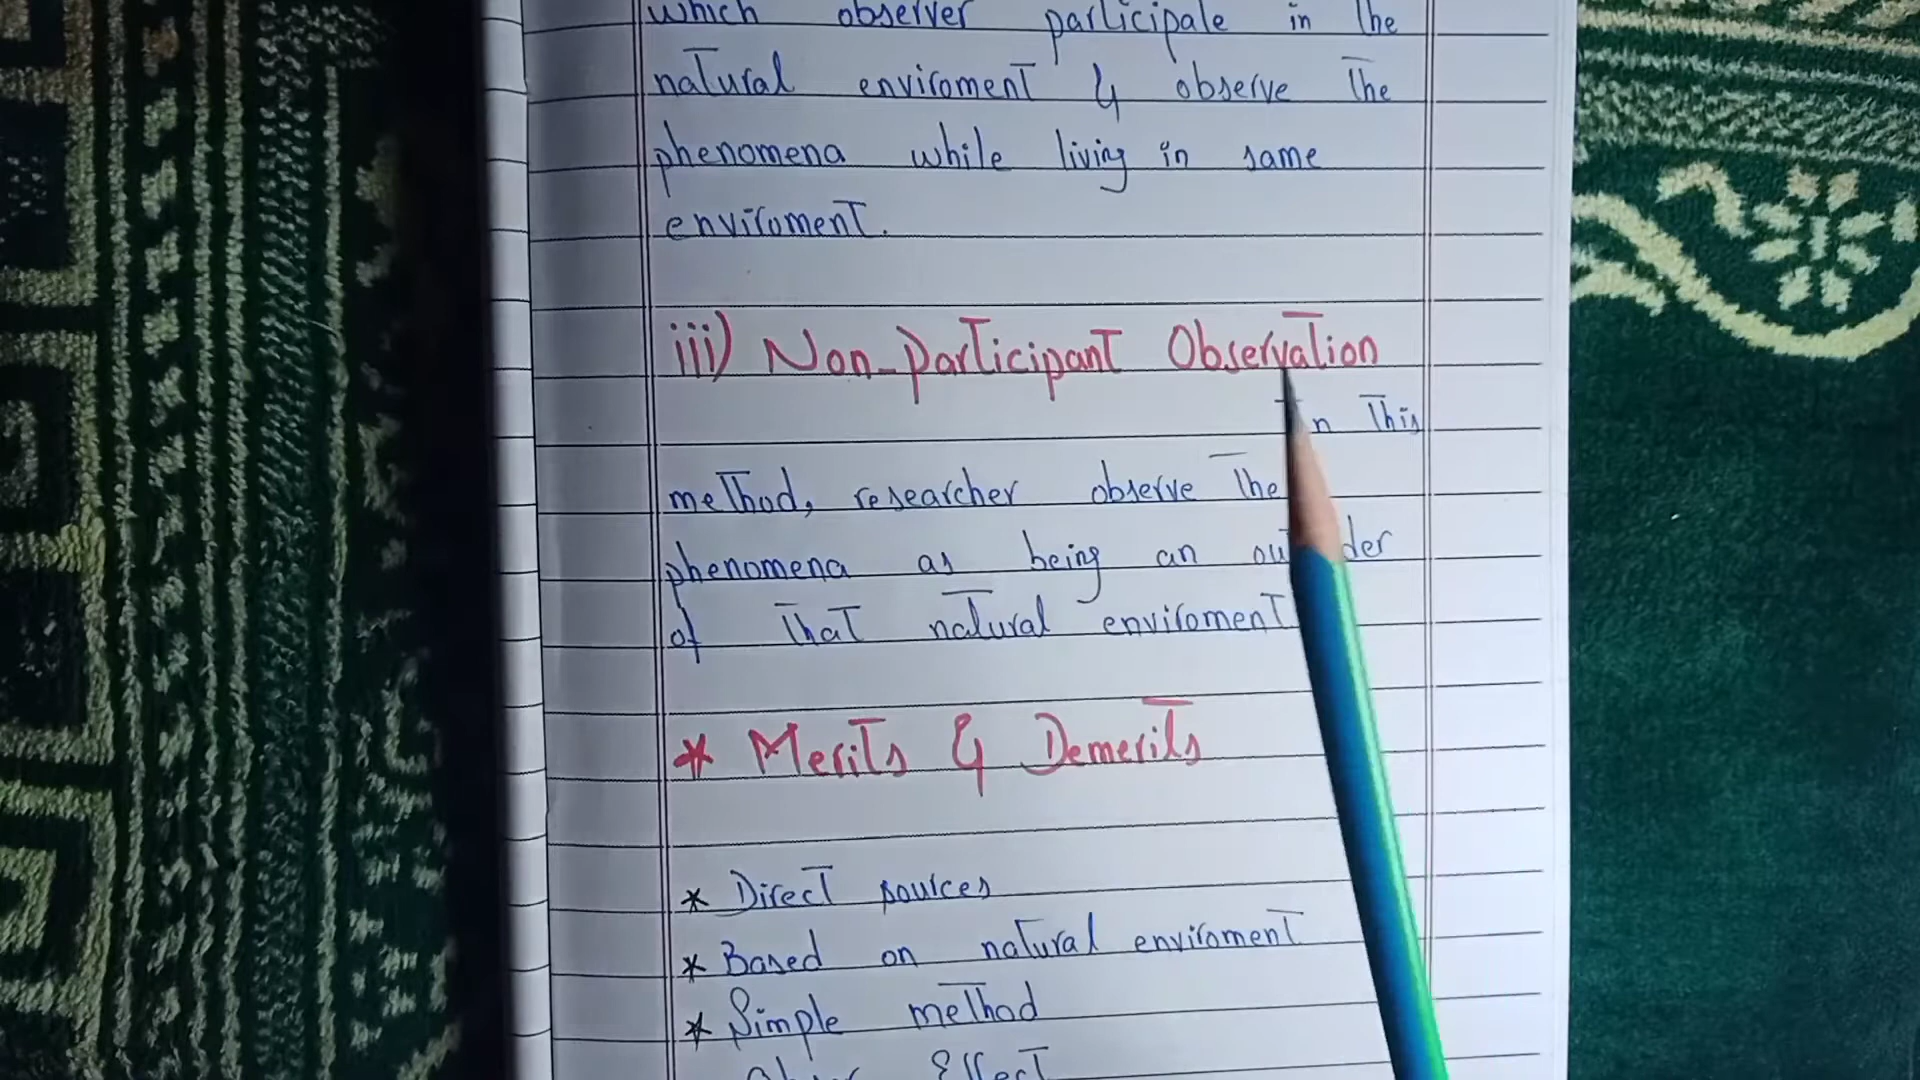 which observer participate in the
natural enviroment & observe the
phenomena while living in same
enviroment.
iii) Non-Participant Observation
In This
method, researcher observe the
phenomena as being an
of that natural enviroment
* Merits & Demerits
* Direct sources
* Based on natural enviroment
* Simple method
Effect